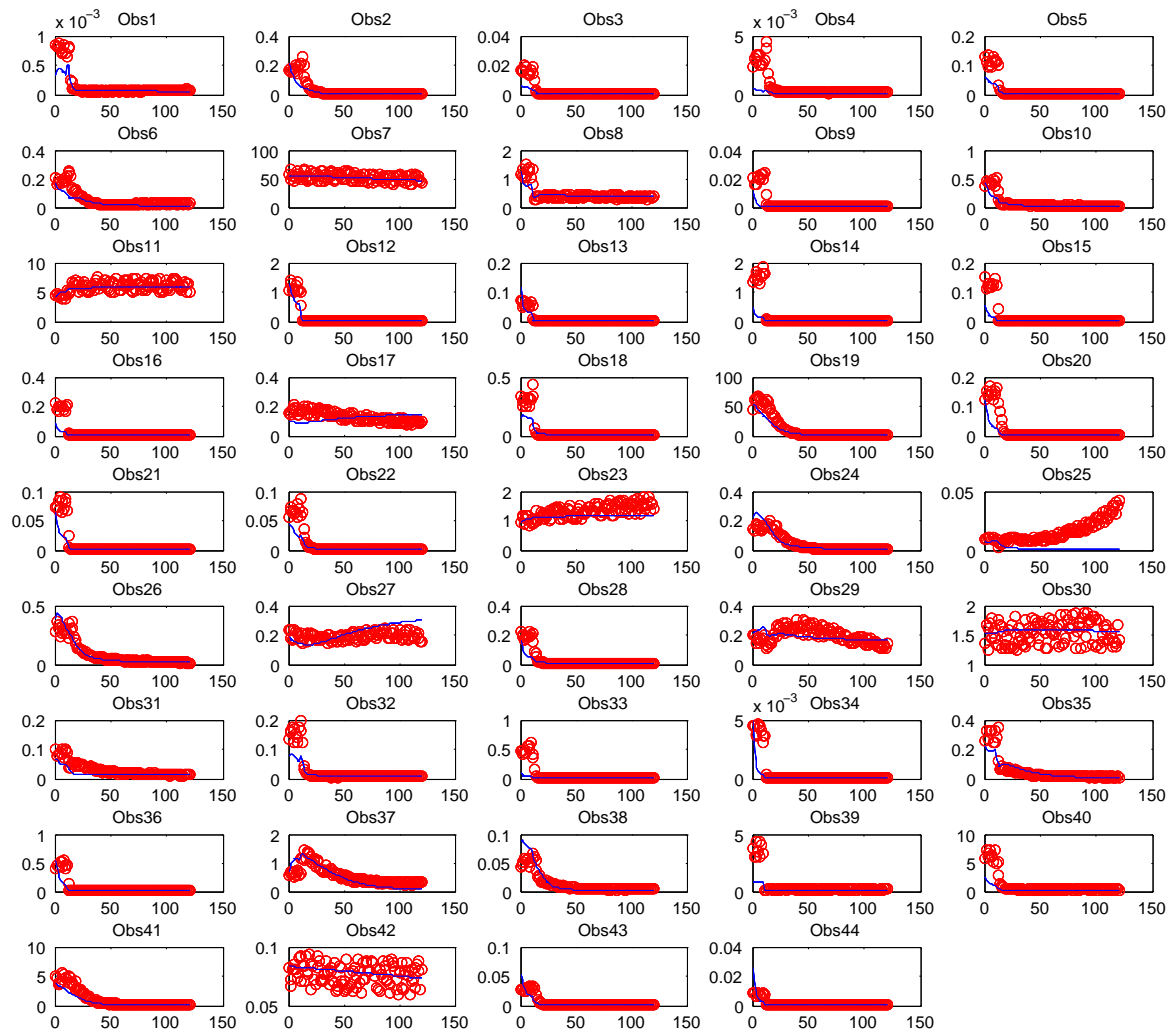 x 10⁻³ Obs1 Obs2 Obs3 Obs4 Obs5
1 0.5 0 0 50 100 150
0.4 0.2 0 0 50 100 150
0.04 0.02 0 0 50 100 150
5 0 0 50 100 150
0.2 0.1 0 0 50 100 150
Obs6 Obs7 Obs8 Obs9 Obs10
0.4 0.2 0 0 50 100 150
100 50 0 0 50 100 150
2 1 0 0 50 100 150
0.04 0.02 0 0 50 100 150
1 0.5 0 0 50 100 150
Obs11 Obs12 Obs13 Obs14 Obs15
10 5 0 0 50 100 150
2 1 0 0 50 100 150
0.2 0.1 0 0 50 100 150
2 1 0 0 50 100 150
0.2 0.1 0 0 50 100 150
Obs16 Obs17 Obs18 Obs19 Obs20
0.4 0.2 0 0 50 100 150
0.4 0.2 0 0 50 100 150
0.5 0 0 50 100 150
100 50 0 0 50 100 150
0.2 0.1 0 0 50 100 150
Obs21 Obs22 Obs23 Obs24 Obs25
0.1 0.05 0 0 50 100 150
0.1 0.05 0 0 50 100 150
2 1 0 0 50 100 150
0.4 0.2 0 0 50 100 150
0.05 0 0 50 100 150
Obs26 Obs27 Obs28 Obs29 Obs30
0.5 0 0 50 100 150
0.4 0.2 0 0 50 100 150
0.4 0.2 0 0 50 100 150
0.4 0.2 0 0 50 100 150
2 1.5 1 0 50 100 150
Obs31 Obs32 Obs33 x 10⁻³ Obs34 Obs35
0.2 0.1 0 0 50 100 150
0.2 0.1 0 0 50 100 150
1 0.5 0 0 50 100 150
5 0 0 50 100 150
0.4 0.2 0 0 50 100 150
Obs36 Obs37 Obs38 Obs39 Obs40
1 0.5 0 0 50 100 150
2 1 0 0 50 100 150
0.1 0.05 0 0 50 100 150
5 0 0 50 100 150
10 5 0 0 50 100 150
Obs41 Obs42 Obs43 Obs44
10 5 0 0 50 100 150
0.1 0.05 0 50 100 150
0.1 0.05 0 0 50 100 150
0.04 0.02 0 0 50 100 150